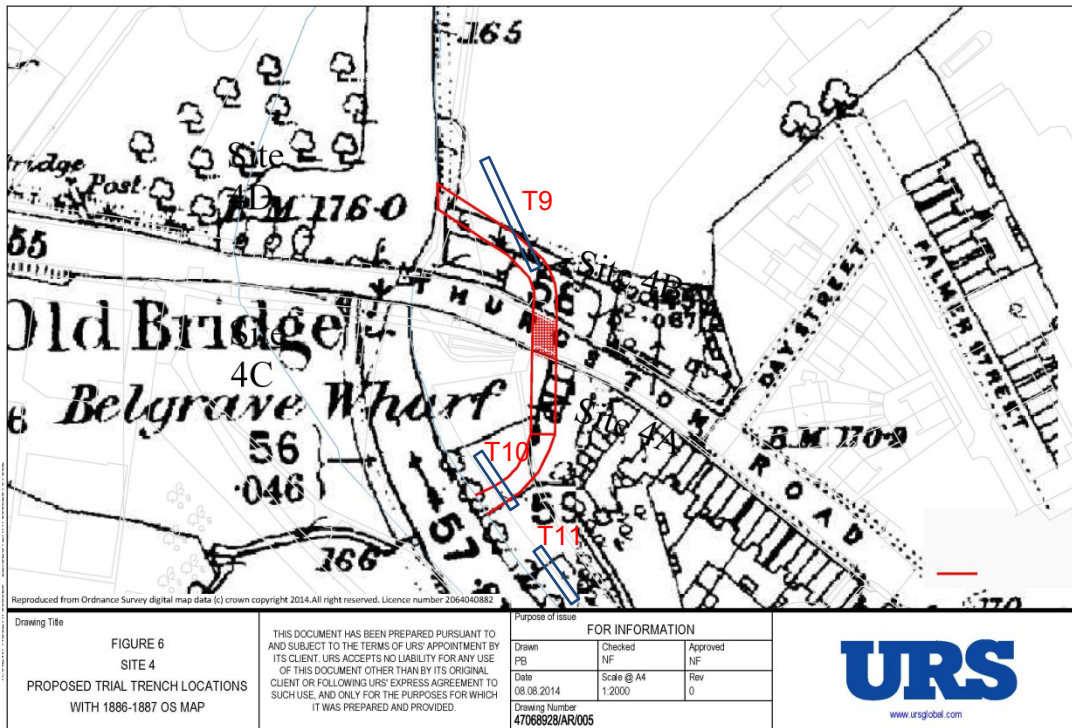 165
Site
4D
Post
B.M 176·0
55
T9
Site 4B
56
·067
THURCASTON ROAD
DAY STREET
PALMER STREET
Old Bridge
Site
4C
Belgrave Wharf
6
56
·046
Site 4A
B.M 170·9
T10
57
59
T11
166
170
Reproduced from Ordnance Survey digital map data (c) crown copyright 2014.All right reserved. Licence number 2064040882
Drawing Title
FIGURE 6
SITE 4
PROPOSED TRIAL TRENCH LOCATIONS
WITH 1886-1887 OS MAP
THIS DOCUMENT HAS BEEN PREPARED PURSUANT TO
AND SUBJECT TO THE TERMS OF URS' APPOINTMENT BY
ITS CLIENT. URS ACCEPTS NO LIABILITY FOR ANY USE
OF THIS DOCUMENT OTHER THAN BY ITS ORIGINAL
CLIENT OR FOLLOWING URS' EXPRESS AGREEMENT TO
SUCH USE, AND ONLY FOR THE PURPOSES FOR WHICH
IT WAS PREPARED AND PROVIDED.
Purpose of issue
FOR INFORMATION
Drawn
PB
Checked
NF
Approved
NF
Date
08.08.2014
Scale @ A4
1:2000
Rev
0
Drawing Number
47068928/AR/005
URS
www.ursglobal.com